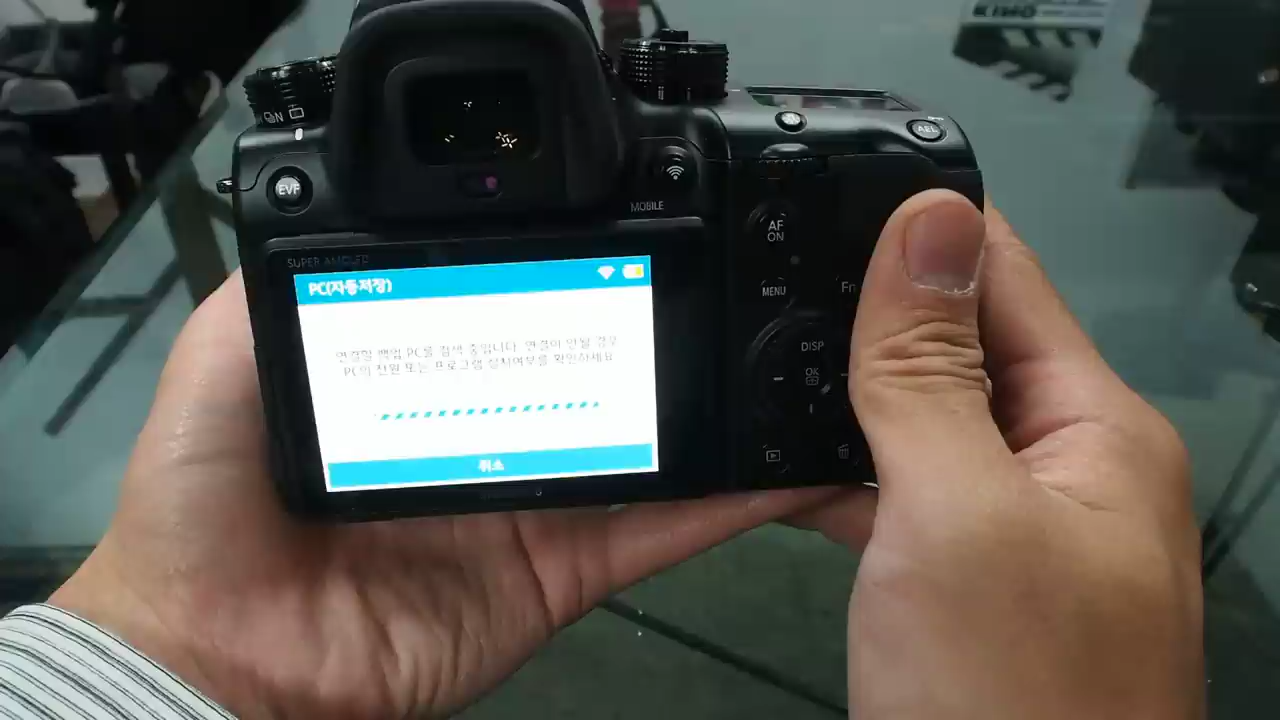 KINO
N
EVF
MOBILE
AEL
SUPER AMOLED
AF
ON
PC(자동저장)
MENU
Fn
연결할 백업 PC를 검색 중입니다. 연결이 안될 경우
PC의 전원 또는 프로그램 설치여부를 확인하세요
DISP
OK
취소